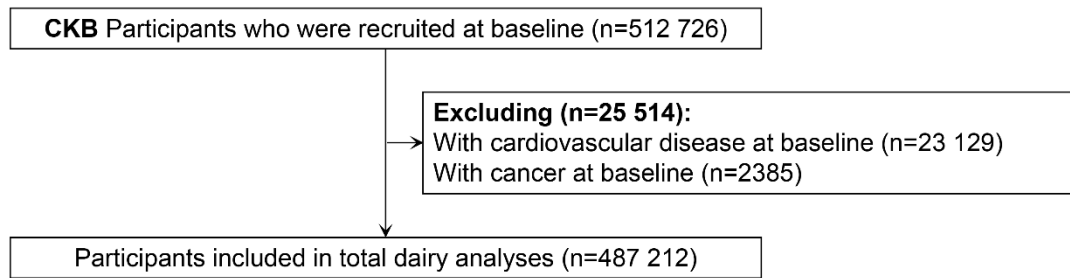 CKB Participants who were recruited at baseline (n=512 726)
Excluding (n=25 514):
With cardiovascular disease at baseline (n=23 129)
With cancer at baseline (n=2385)
Participants included in total dairy analyses (n=487 212)